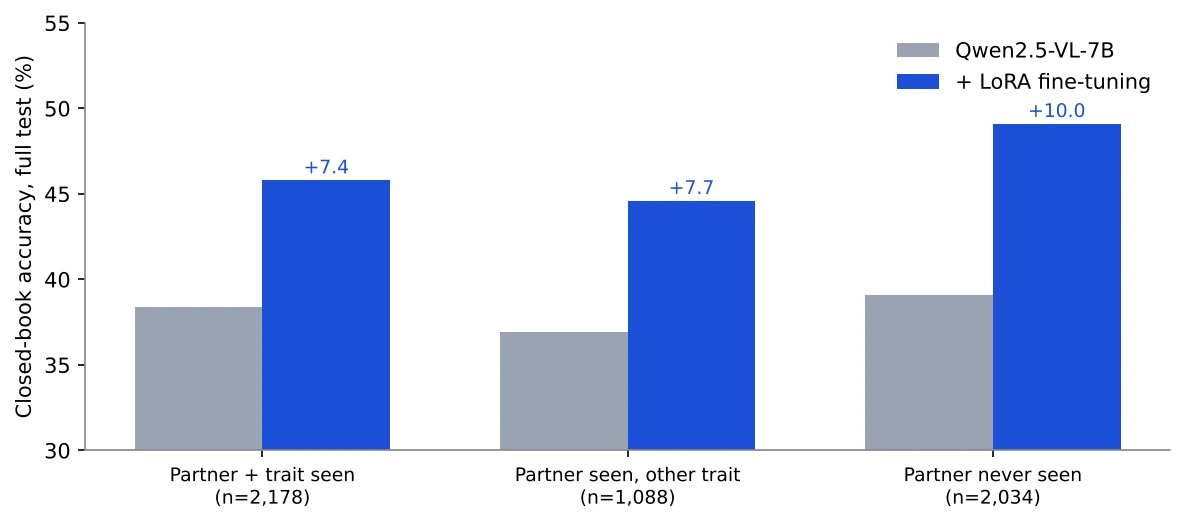 Closed-book accuracy, full test (%)
55
50
45
40
35
30
Qwen2.5-VL-7B
+ LoRA fine-tuning
+7.4
+7.7
+10.0
Partner + trait seen
(n=2,178)
Partner seen, other trait
(n=1,088)
Partner never seen
(n=2,034)